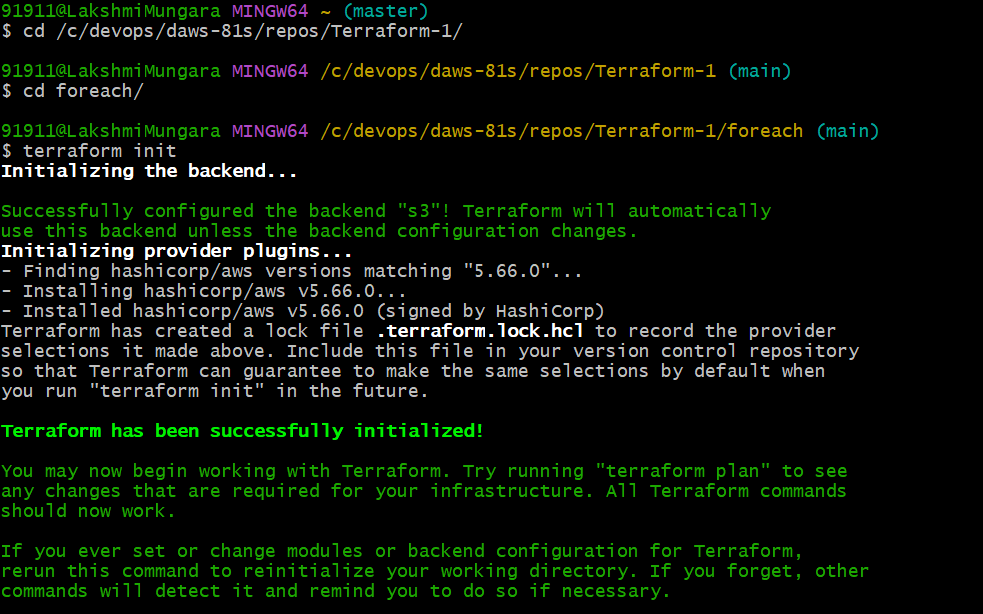 91911@LakshmiMungara MINGW64 ~ (master)
$ cd /c/devops/daws-81s/repos/Terraform-1/
91911@LakshmiMungara MINGW64 /c/devops/daws-81s/repos/Terraform-1 (main)
$ cd foreach/
91911@LakshmiMungara MINGW64 /c/devops/daws-81s/repos/Terraform-1/foreach (main)
$ terraform init
Initializing the backend...
Successfully configured the backend "s3"! Terraform will automatically
use this backend unless the backend configuration changes.
Initializing provider plugins...
- Finding hashicorp/aws versions matching "5.66.0"...
- Installing hashicorp/aws v5.66.0...
- Installed hashicorp/aws v5.66.0 (signed by HashiCorp)
Terraform has created a lock file .terraform.lock.hcl to record the provider
selections it made above. Include this file in your version control repository
so that Terraform can guarantee to make the same selections by default when
you run "terraform init" in the future.
Terraform has been successfully initialized!
You may now begin working with Terraform. Try running "terraform plan" to see
any changes that are required for your infrastructure. All Terraform commands
should now work.
If you ever set or change modules or backend configuration for Terraform,
rerun this command to reinitialize your working directory. If you forget, other
commands will detect it and remind you to do so if necessary.